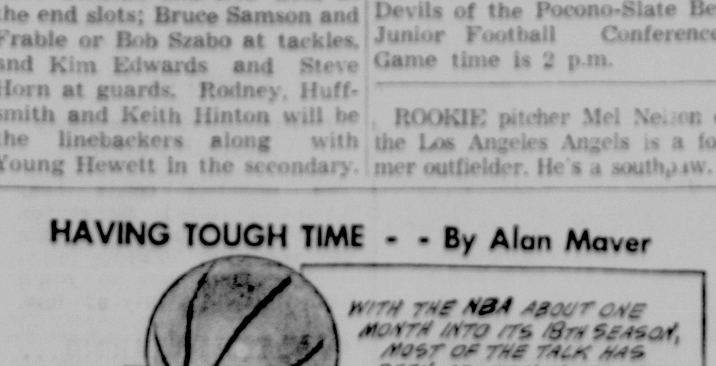 the end slots; Bruce Samson and
Frable or Bob Szabo at tackles,
and Kim Edwards and Steve
Horn at guards. Rodney, Huff-
smith and Keith Hinton will be
the linebackers along with
Young Hewett in the secondary.
Devils of the Pocono-Slate Be
Junior Football Conference
Game time is 2 p.m.
ROOKIE pitcher Mel Nelson
the Los Angeles Angels is a fo
mer outfielder. He's a southpaw.
HAVING TOUGH TIME - - By Alan Maver
WITH THE NBA ABOUT ONE
MONTH INTO ITS 18TH SEASON,
MOST OF THE TALK HAS